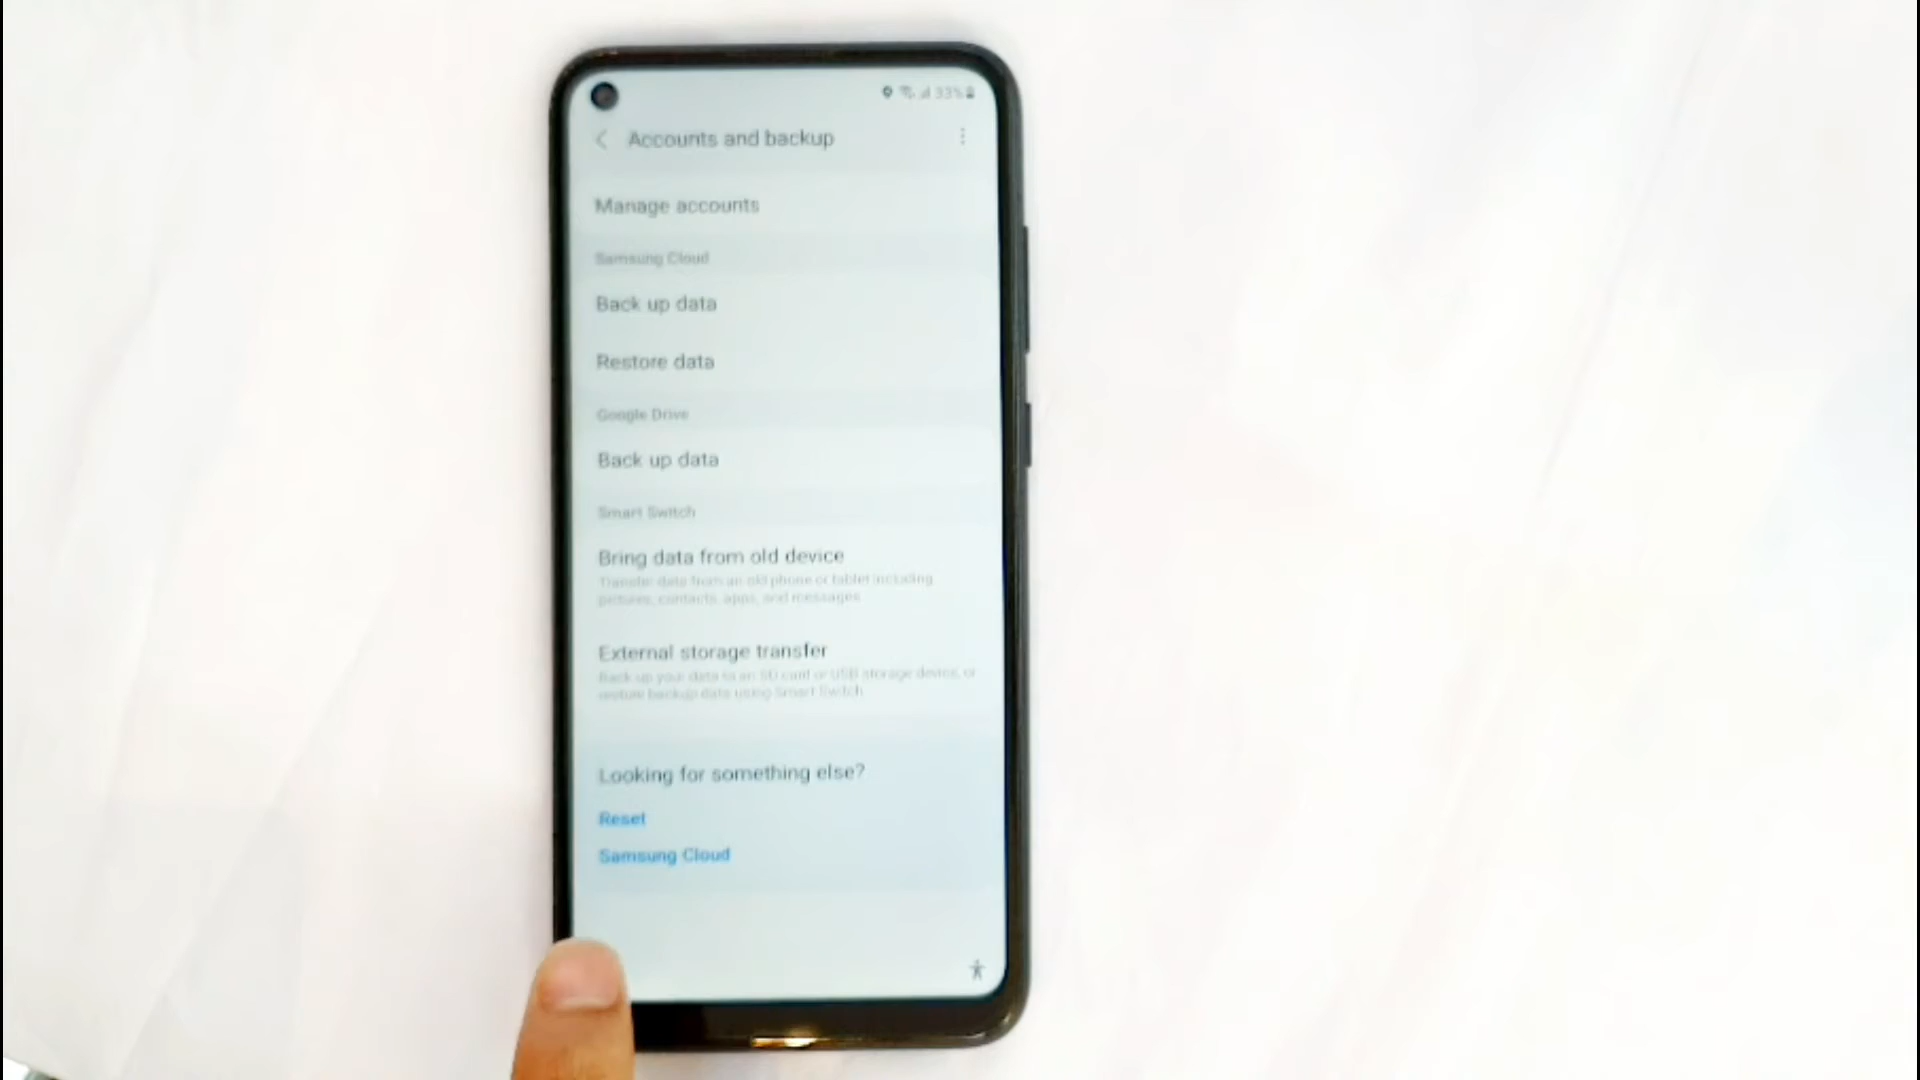 33%
Accounts and backup
Manage accounts
Samsung Cloud
Back up data
Restore data
Google Drive
Back up data
Smart Switch
Bring data from old device
Transfer data from an old phone or tablet including
pictures, contacts, apps, and messages.
External storage transfer
Back up your data to an SD card or USB storage device, or
restore backup data using Smart Switch.
Looking for something else?
Reset
Samsung Cloud